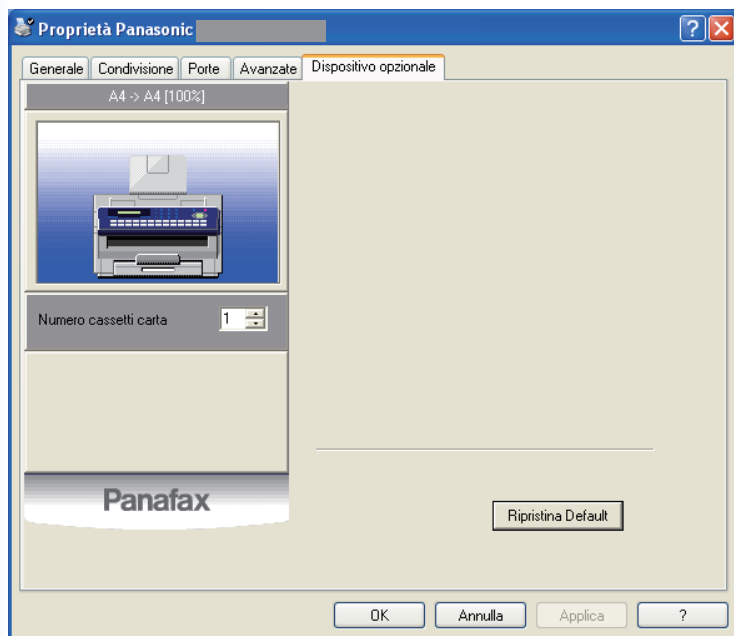 Proprietà Panasonic
Generale Condivisione Porte Avanzate Dispositivo opzionale
A4 -> A4 [100%]
Numero cassetti carta 1
Panafax
Ripristina Default
OK Annulla Applica ?